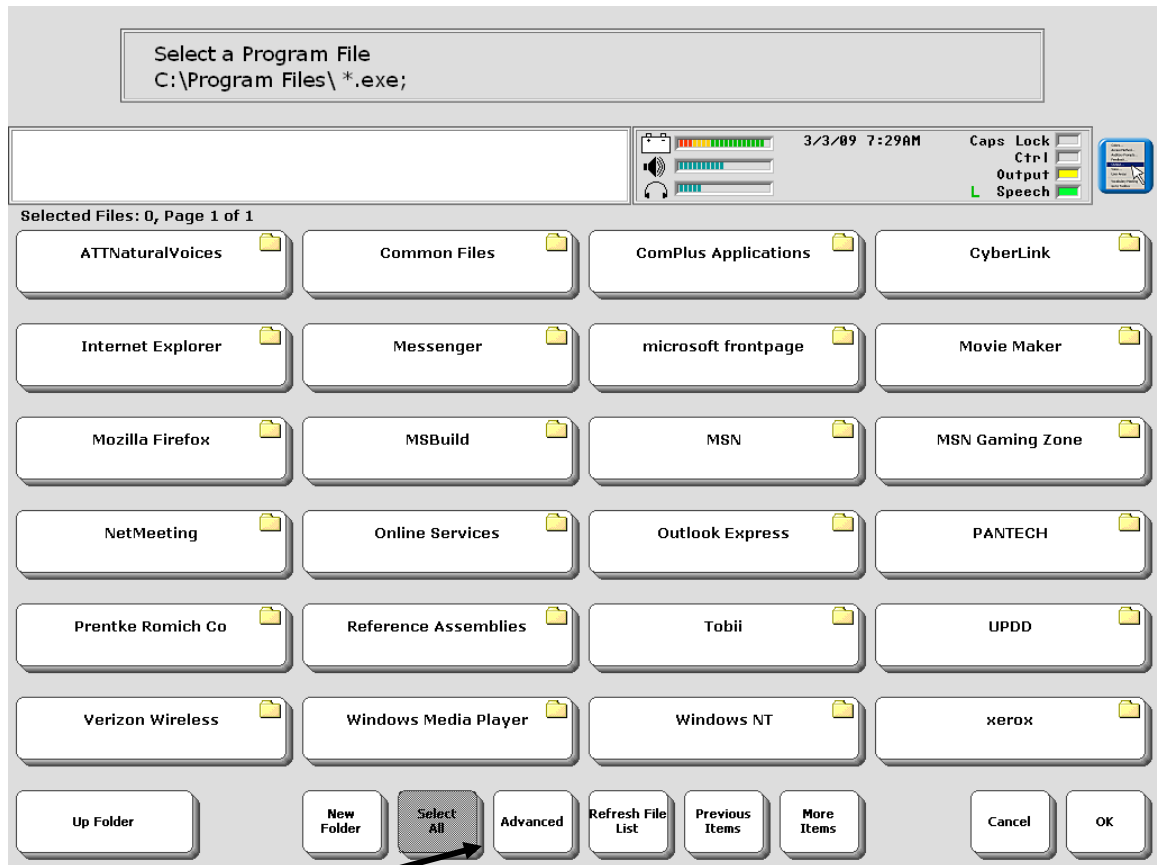 Select a Program File
C:\Program Files\ *.exe;
3/3/09 7:29AM
Caps Lock
Ctrl
Output
L Speech
Selected Files: 0, Page 1 of 1
ATTNaturalVoices
Common Files
ComPlus Applications
CyberLink
Internet Explorer
Messenger
microsoft frontpage
Movie Maker
Mozilla Firefox
MSBuild
MSN
MSN Gaming Zone
NetMeeting
Online Services
Outlook Express
PANTECH
Prentke Romich Co
Reference Assemblies
Tobii
UPDD
Verizon Wireless
Windows Media Player
Windows NT
xerox
Up Folder
New
Folder
Select
All
Advanced
Refresh File
List
Previous
Items
More
Items
Cancel
OK